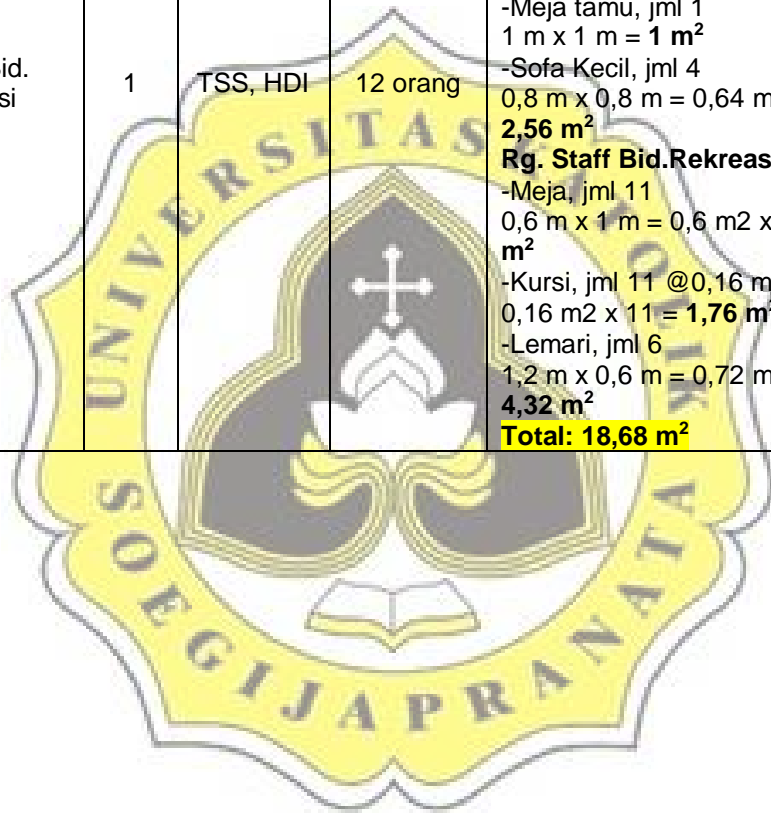 -Meja tamu, jml 1
1 m x 1 m = 1 m²
id.
si
1
TSS, HDI
12 orang
-Sofa Kecil, jml 4
0,8 m x 0,8 m = 0,64 m
2,56 m²
Rg. Staff Bid.Rekreas
-Meja, jml 11
0,6 m x 1 m = 0,6 m2 x
m²
-Kursi, jml 11 @0,16 m
0,16 m2 x 11 = 1,76 m²
-Lemari, jml 6
1,2 m x 0,6 m = 0,72 m
4,32 m²
Total: 18,68 m²
UNIVERSITAS KATOLIK
SOEGIJAPRANATA